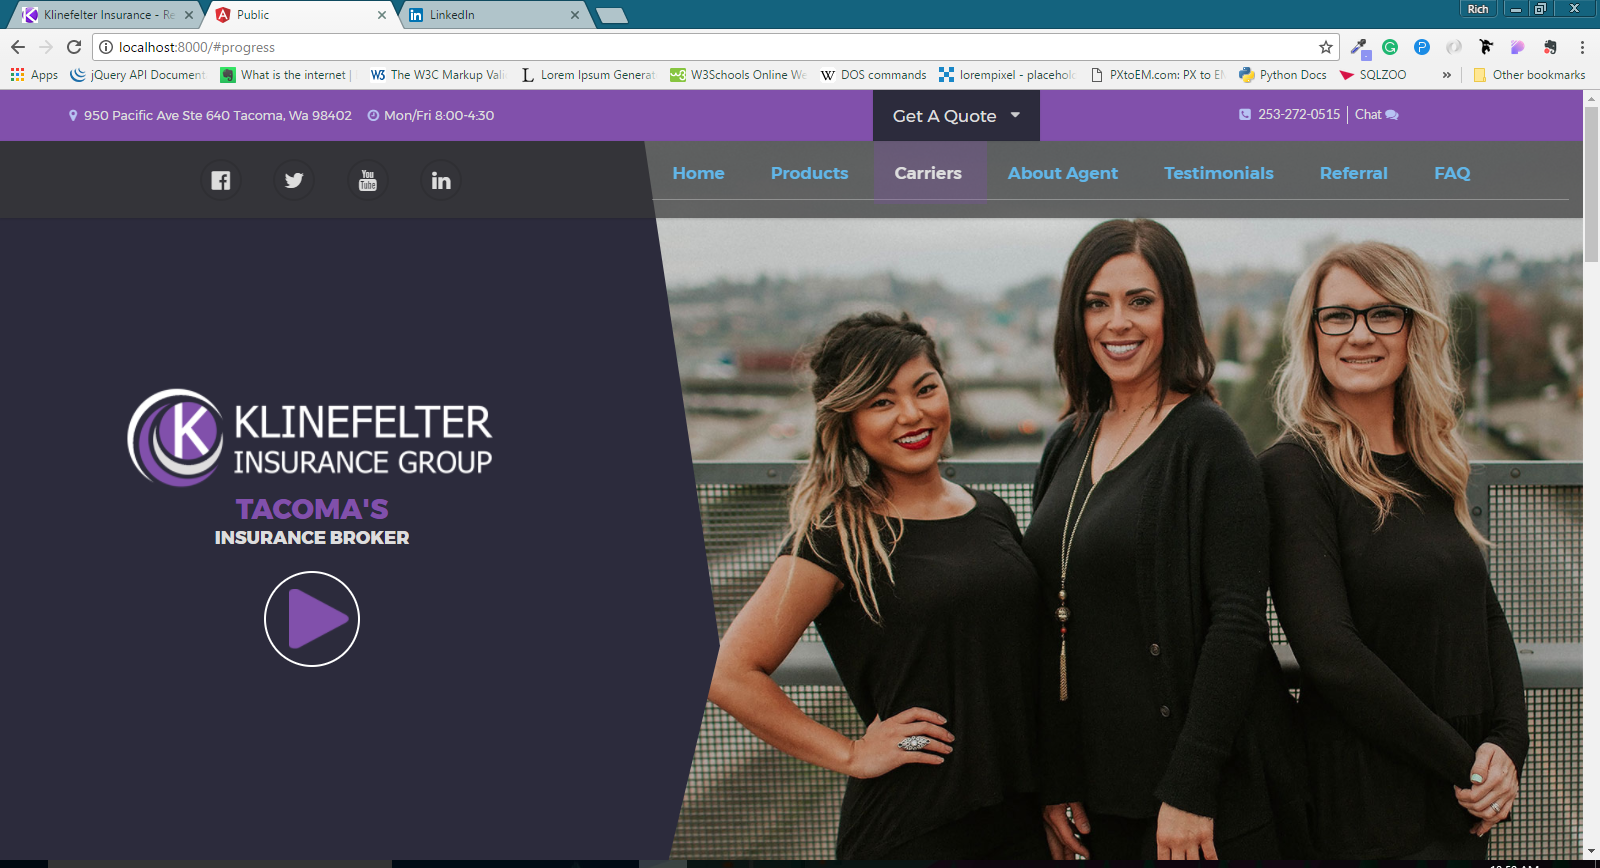 Klinefelter Insurance - Re
Public
LinkedIn
Rich
localhost:8000/#progress
Apps
jQuery API Document
What is the internet |
The W3C Markup Vali
Lorem Ipsum Generat
W3Schools Online We
DOS commands
lorempixel - placehold
PXtoEM.com: PX to EM
Python Docs
SQLZOO
»
Other bookmarks
950 Pacific Ave Ste 640 Tacoma, Wa 98402
Mon/Fri 8:00-4:30
Get A Quote
253-272-0515
Chat
You
Tube
Home
Products
Carriers
About Agent
Testimonials
Referral
FAQ
K
KLINEFELTER
INSURANCE GROUP
TACOMA'S
INSURANCE BROKER